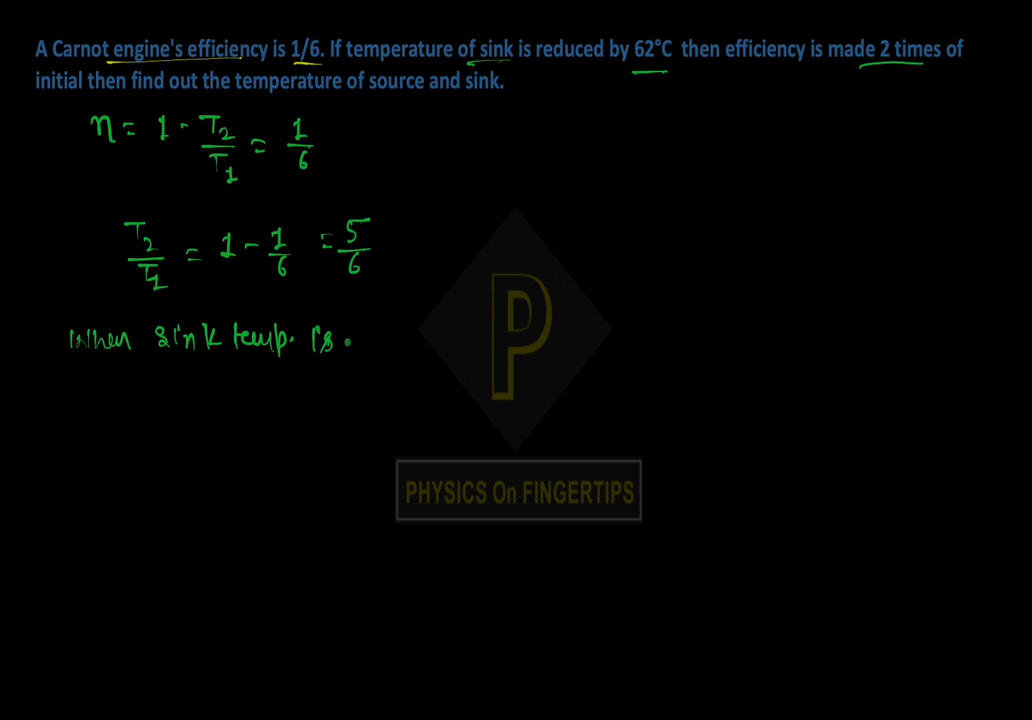 A Carnot engine's efficiency is 1/6. If temperature of sink is reduced by 62°C then efficiency is made 2 times of
initial then find out the temperature of source and sink.
η = 1 - T₂/T₁ = 1/6
T₂/T₁ = 1 - 1/6 = 5/6
When sink temp. is
P
PHYSICS On FINGERTIPS